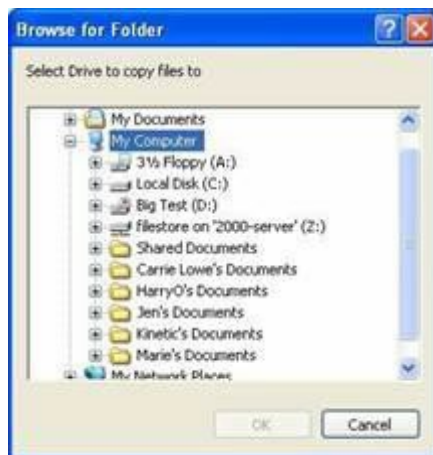 Browse for Folder
Select Drive to copy files to
My Documents
My Computer
3½ Floppy (A:)
Local Disk (C:)
Big Test (D:)
filestore on '2000-server' (Z:)
Shared Documents
Carrie Lowe's Documents
HarryO's Documents
Jen's Documents
Kinetic's Documents
Marie's Documents
My Network Places
OK
Cancel